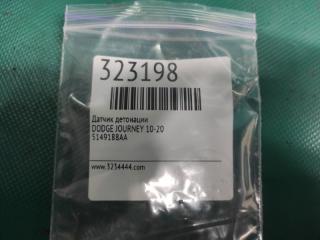 323198
Датчик детонации
DODGE JOURNEY 10-20
5149188AA
www.3234444.com